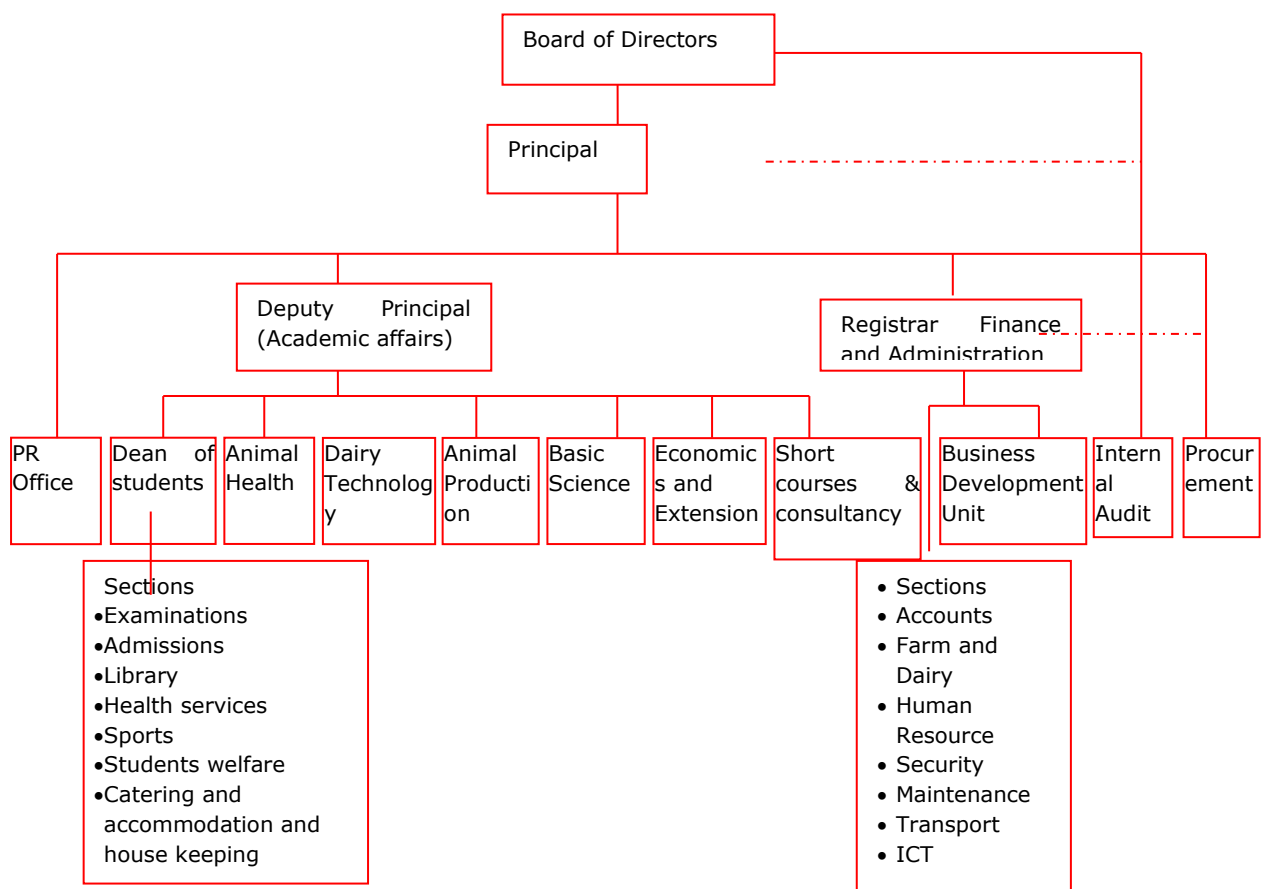 Board of Directors
Principal
Deputy Principal
(Academic affairs)
Registrar Finance
and Administration
PR
Office
Dean of
students
Animal
Health
Dairy
Technolog
y
Animal
Producti
on
Basic
Science
Economic
s and
Extension
Short
courses &
consultancy
Business
Development
Unit
Intern
al
Audit
Procur
ement
Sections
•Examinations
•Admissions
•Library
•Health services
•Sports
•Students welfare
•Catering and
accommodation and
house keeping
• Sections
• Accounts
• Farm and
Dairy
• Human
Resource
• Security
• Maintenance
• Transport
• ICT